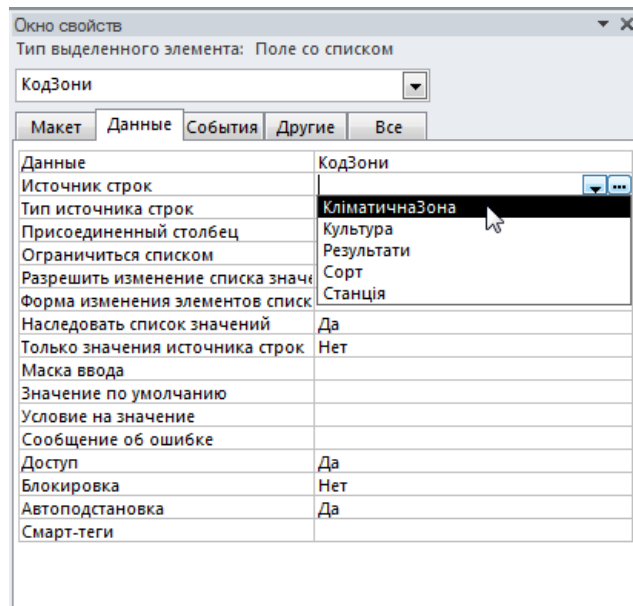 Окно свойств
Тип выделенного элемента: Поле со списком
КодЗони
Макет Данные События Другие Все
Данные КодЗони
Источник строк
Тип источника строк КліматичнаЗона
Присоединенный столбец Культура
Ограничиться списком Результати
Разрешить изменение списка значе Сорт
Форма изменения элементов списк Станція
Наследовать список значений Да
Только значения источника строк Нет
Маска ввода
Значение по умолчанию
Условие на значение
Сообщение об ошибке
Доступ Да
Блокировка Нет
Автоподстановка Да
Смарт-теги